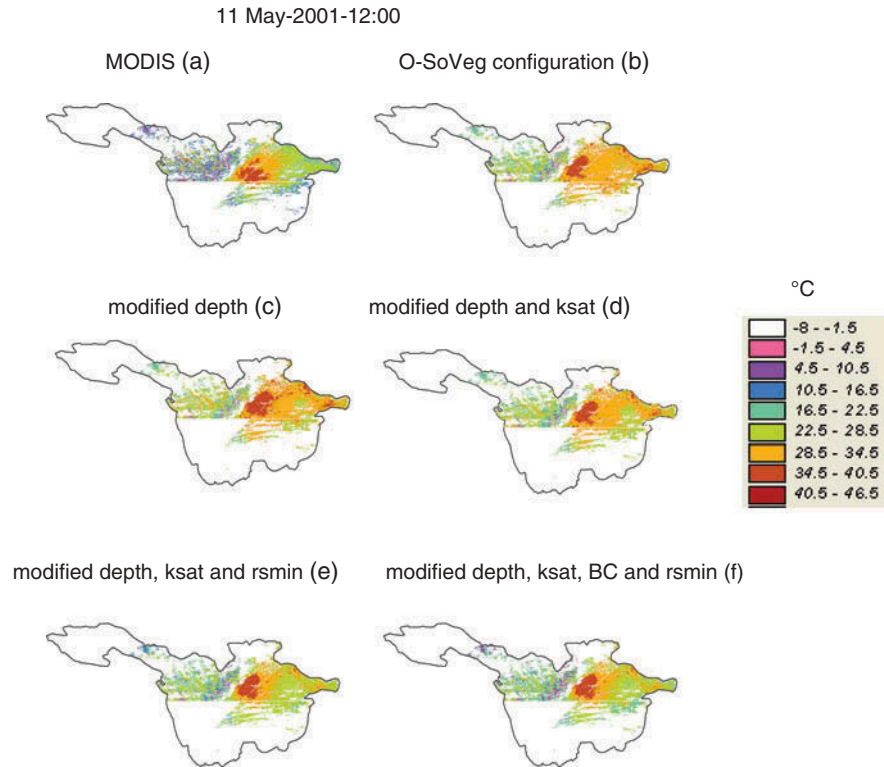 11 May-2001-12:00
MODIS (a)
O-SoVeg configuration (b)
modified depth (c)
modified depth and ksat (d)
°C
-8 - -1.5
-1.5 - 4.5
4.5 - 10.5
10.5 - 16.5
16.5 - 22.5
22.5 - 28.5
28.5 - 34.5
34.5 - 40.5
40.5 - 46.5
modified depth, ksat and rsmin (e)
modified depth, ksat, BC and rsmin (f)